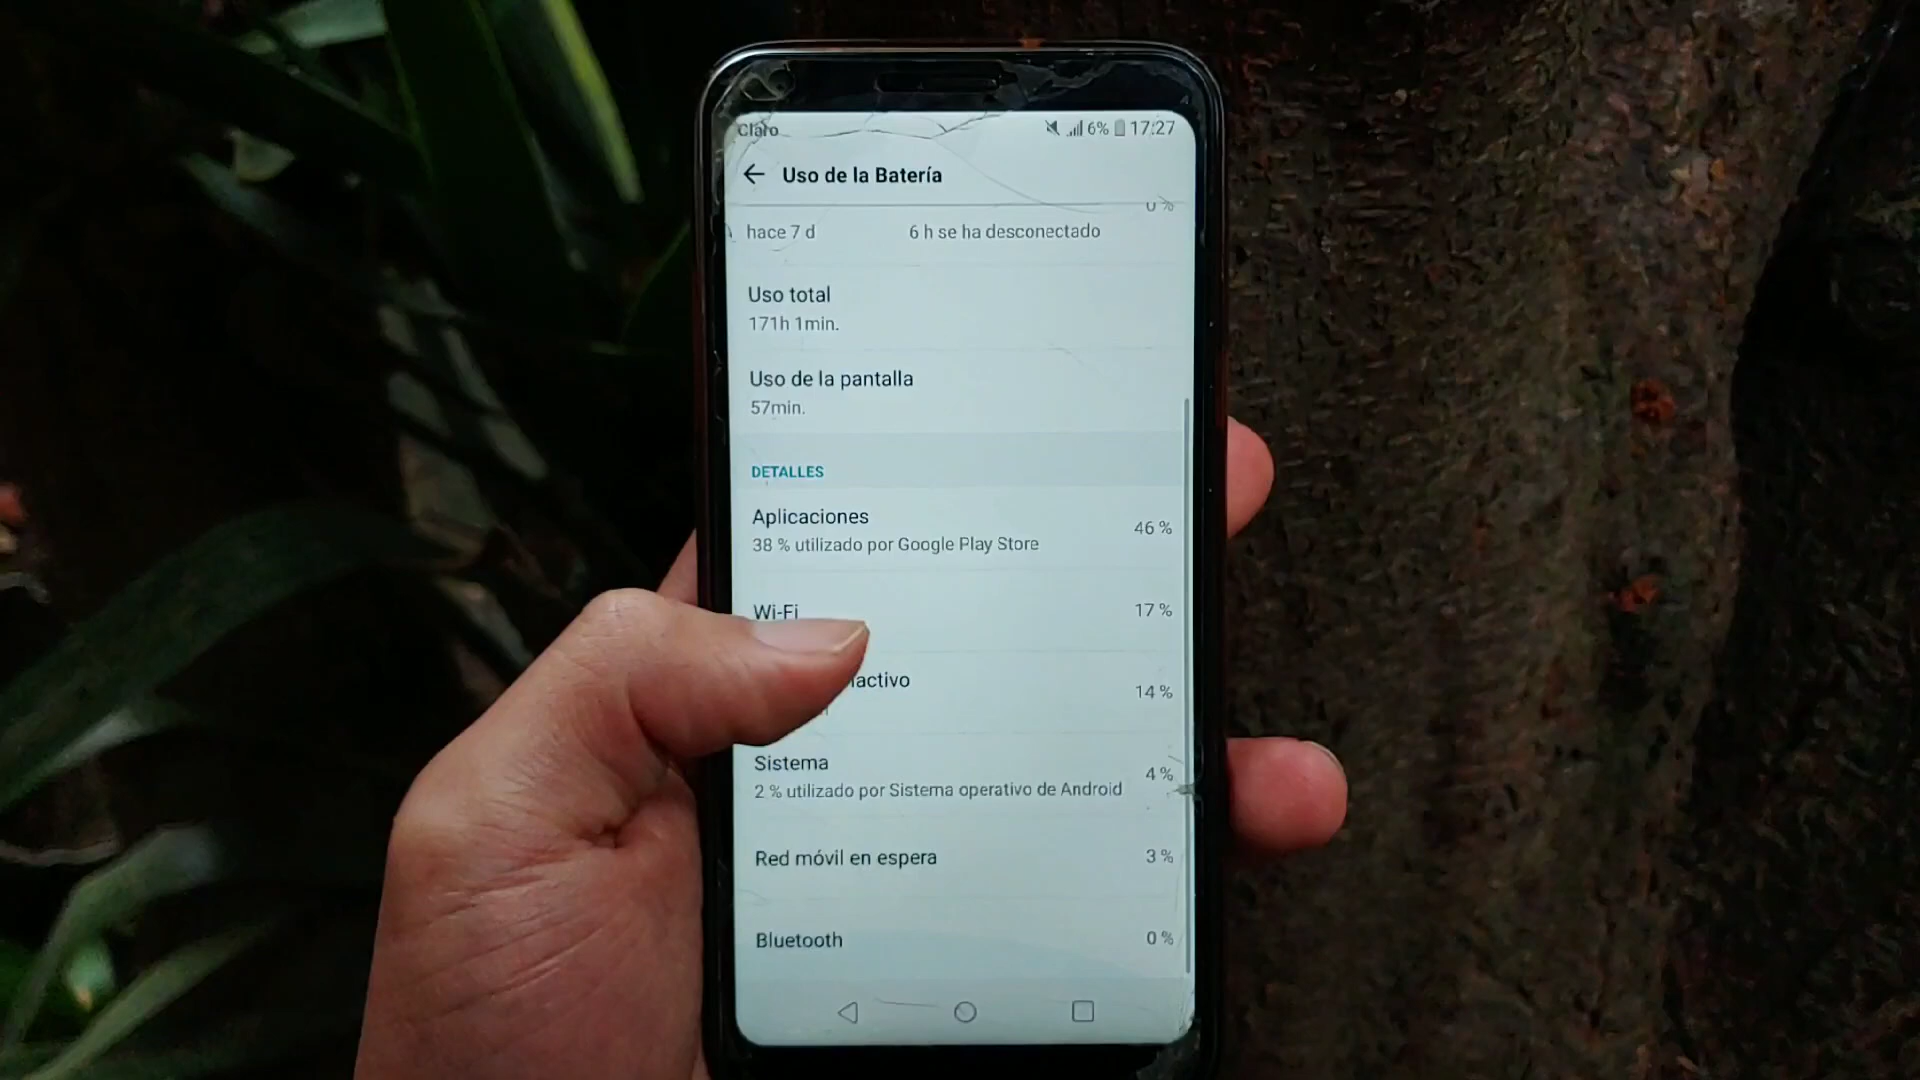 Claro
6% 17:27
Uso de la Batería
0 %
hace 7 d 6 h se ha desconectado
Uso total
171h 1min.
Uso de la pantalla
57min.
DETALLES
Aplicaciones 46 %
38 % utilizado por Google Play Store
Wi-Fi 17 %
14 %
Sistema 4 %
2 % utilizado por Sistema operativo de Android
Red móvil en espera 3 %
Bluetooth 0 %